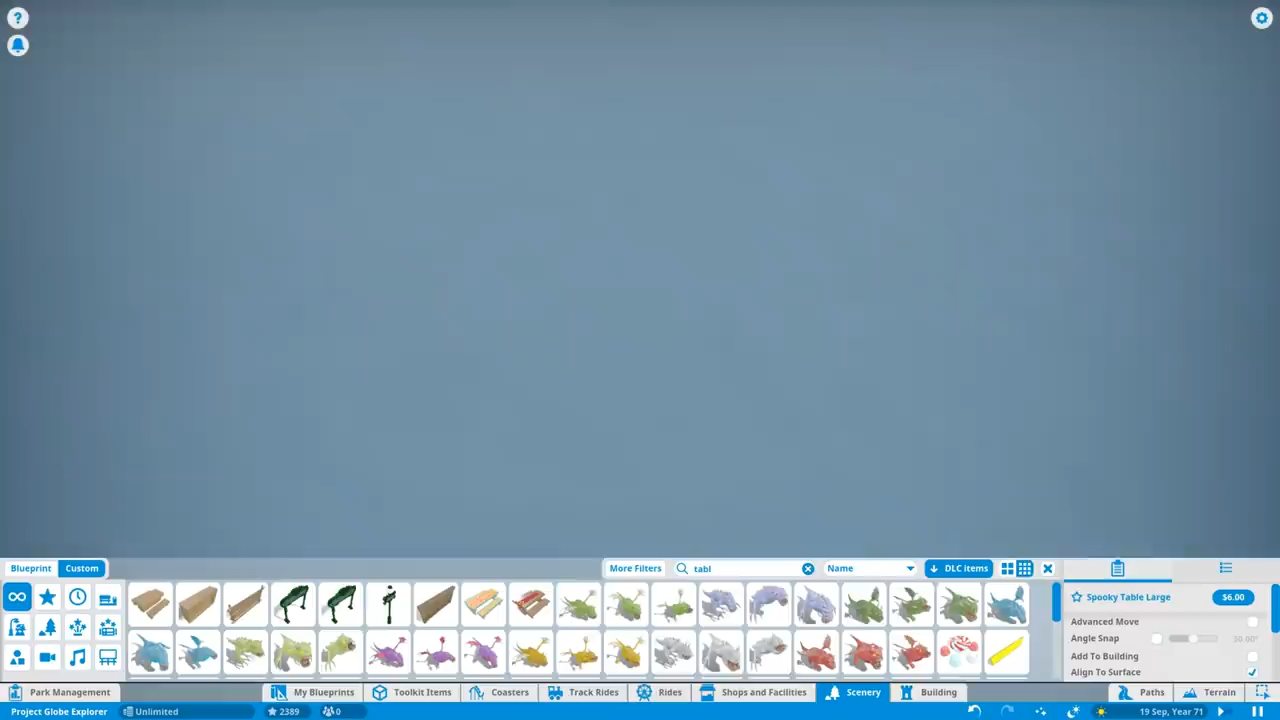 ?
Blueprint Custom More Filters tabl Name DLC items
Spooky Table Large $6.00
Advanced Move
Angle Snap 30.00°
Add To Building
Align To Surface
Park Management My Blueprints Toolkit Items Coasters Track Rides Rides Shops and Facilities Scenery Building Paths Terrain
Project Globe Explorer Unlimited 2389 0 19 Sep, Year 71